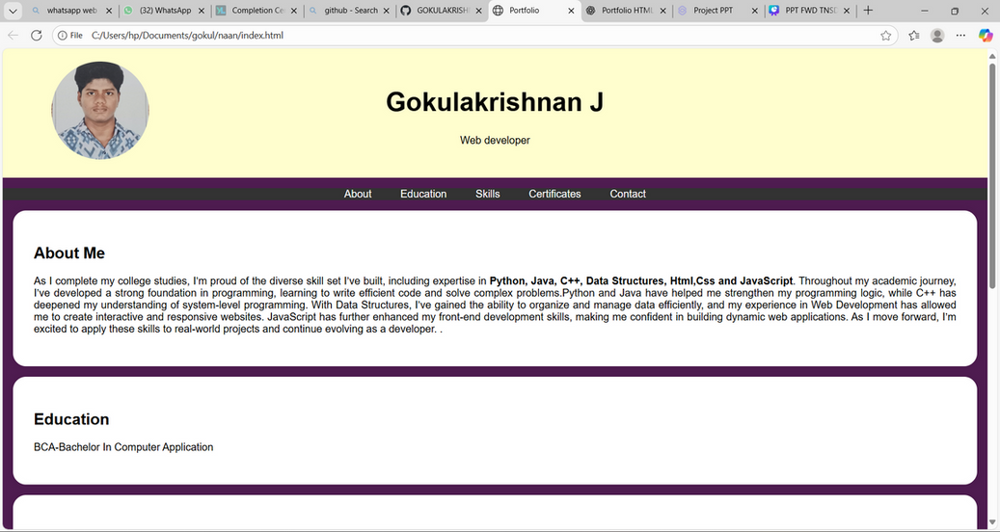 whatsapp web
(32) WhatsApp
Completion Ce
github - Search
GOKULAKRISH
Portfolio
Portfolio HTML
Project PPT
PPT FWD TNSD
File
C:/Users/hp/Documents/gokul/naan/index.html
Gokulakrishnan J
Web developer
About Education Skills Certificates Contact
About Me
As I complete my college studies, I'm proud of the diverse skill set I've built, including expertise in Python, Java, C++, Data Structures, Html,Css and JavaScript. Throughout my academic journey,
I've developed a strong foundation in programming, learning to write efficient code and solve complex problems.Python and Java have helped me strengthen my programming logic, while C++ has
deepened my understanding of system-level programming. With Data Structures, I've gained the ability to organize and manage data efficiently, and my experience in Web Development has allowed
me to create interactive and responsive websites. JavaScript has further enhanced my front-end development skills, making me confident in building dynamic web applications. As I move forward, I'm
excited to apply these skills to real-world projects and continue evolving as a developer. .
Education
BCA-Bachelor In Computer Application